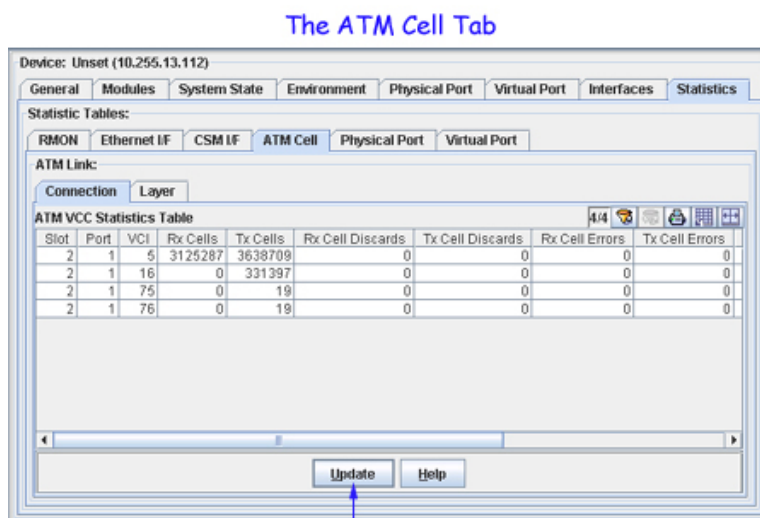 The ATM Cell Tab
Device: Unset (10.255.13.112)
General Modules System State Environment Physical Port Virtual Port Interfaces Statistics
Statistic Tables:
RMON Ethernet I/F CSM I/F ATM Cell Physical Port Virtual Port
ATM Link:
Connection Layer
ATM VCC Statistics Table 4/4
Slot Port VCI Rx Cells Tx Cells Rx Cell Discards Tx Cell Discards Rx Cell Errors Tx Cell Errors
2 1 5 3125287 3638709 0 0 0 0
2 1 16 0 331397 0 0 0 0
2 1 75 0 19 0 0 0 0
2 1 76 0 19 0 0 0 0
Update Help